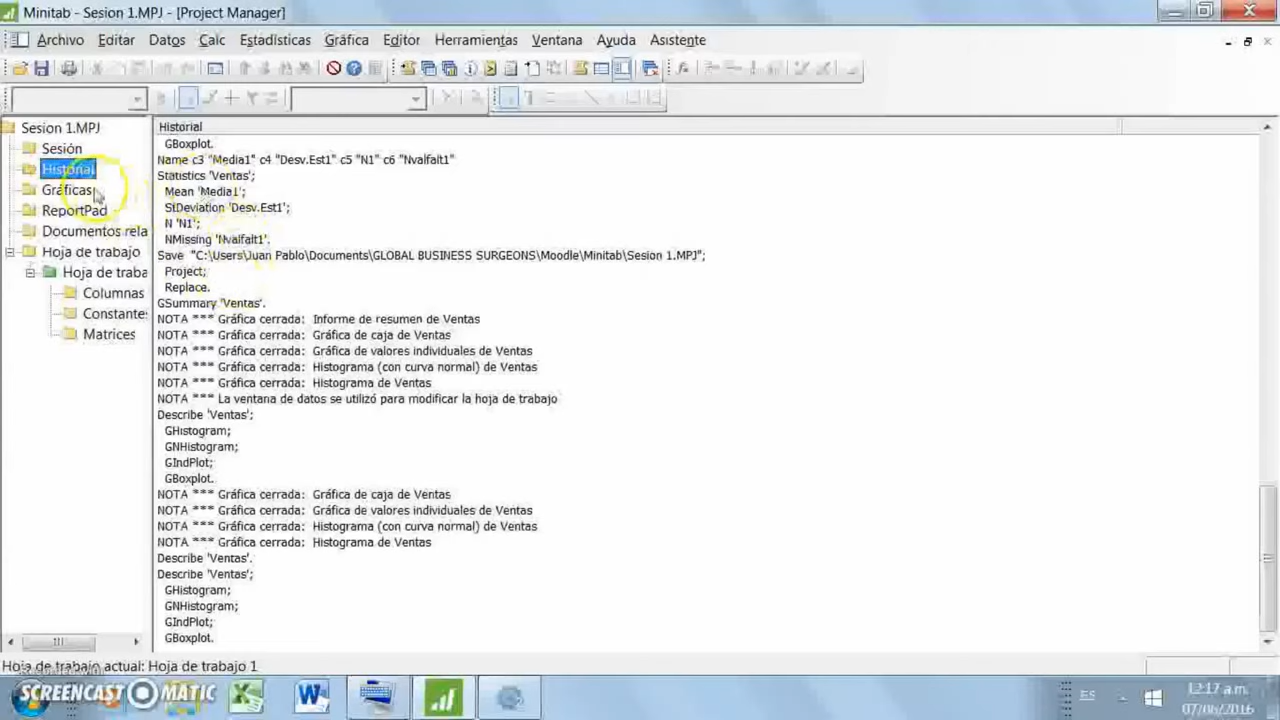 Minitab - Sesion 1.MPJ - [Project Manager]
Archivo Editar Datos Calc Estadísticas Gráfica Editor Herramientas Ventana Ayuda Asistente
Sesion 1.MPJ
Sesión
Historial
Gráficas
ReportPad
Documentos rela
Hoja de trabajo
Hoja de traba
Columnas
Constantes
Matrices
Historial
GBoxplot.
Name c3 "Media1" c4 "Desv.Est1" c5 "N1" c6 "Nvalfalt1"
Statistics 'Ventas';
Mean 'Media1';
StDeviation 'Desv.Est1';
N 'N1';
NMissing 'Nvalfalt1'.
Save "C:\Users\Juan Pablo\Documents\GLOBAL BUSINESS SURGEONS\Moodle\Minitab\Sesion 1.MPJ";
Project;
Replace.
GSummary 'Ventas'.
NOTA *** Gráfica cerrada: Informe de resumen de Ventas
NOTA *** Gráfica cerrada: Gráfica de caja de Ventas
NOTA *** Gráfica cerrada: Gráfica de valores individuales de Ventas
NOTA *** Gráfica cerrada: Histograma (con curva normal) de Ventas
NOTA *** Gráfica cerrada: Histograma de Ventas
NOTA *** La ventana de datos se utilizó para modificar la hoja de trabajo
Describe 'Ventas';
GHistogram;
GNHistogram;
GIndPlot;
GBoxplot.
NOTA *** Gráfica cerrada: Gráfica de caja de Ventas
NOTA *** Gráfica cerrada: Gráfica de valores individuales de Ventas
NOTA *** Gráfica cerrada: Histograma (con curva normal) de Ventas
NOTA *** Gráfica cerrada: Histograma de Ventas
Describe 'Ventas'.
Describe 'Ventas';
GHistogram;
GNHistogram;
GIndPlot;
GBoxplot.
Hoja de trabajo actual: Hoja de trabajo 1
SCREENCAST MATIC
ES
12:17 a.m.
07/06/2016